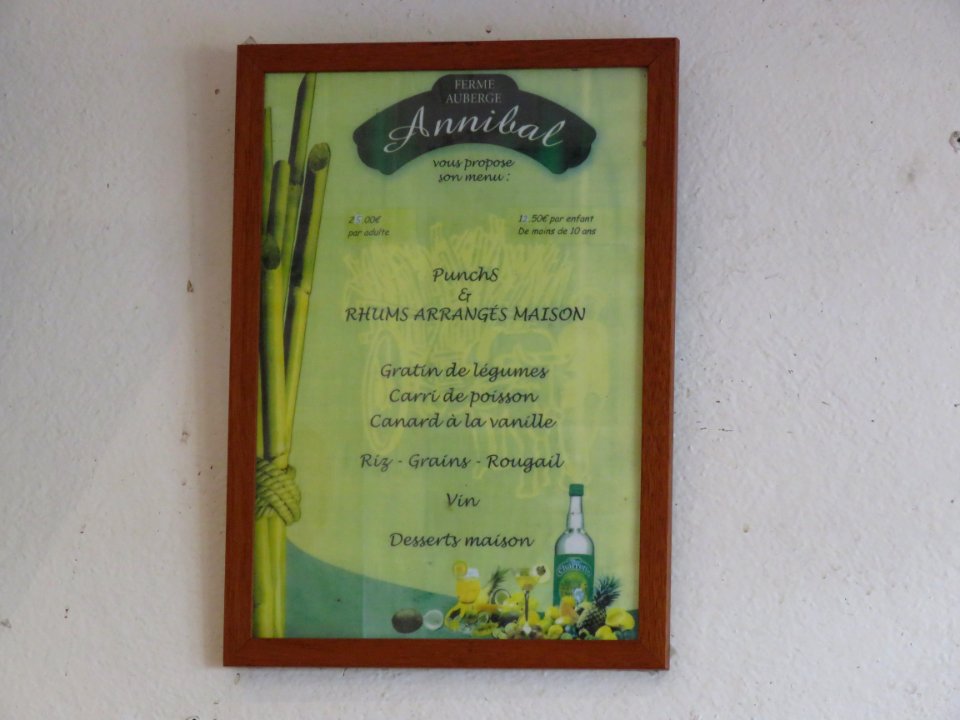 FERME
AUBERGE
Annibal
vous propose
son menu :
par adulte
par enfant
De moins de 10 ans
PunchS
&
RHUMS ARRANGÉS MAISON
Gratin de légumes
Carri de poisson
Canard à la vanille
Riz - Grains - Rougail
Vin
Desserts maison
Charrette